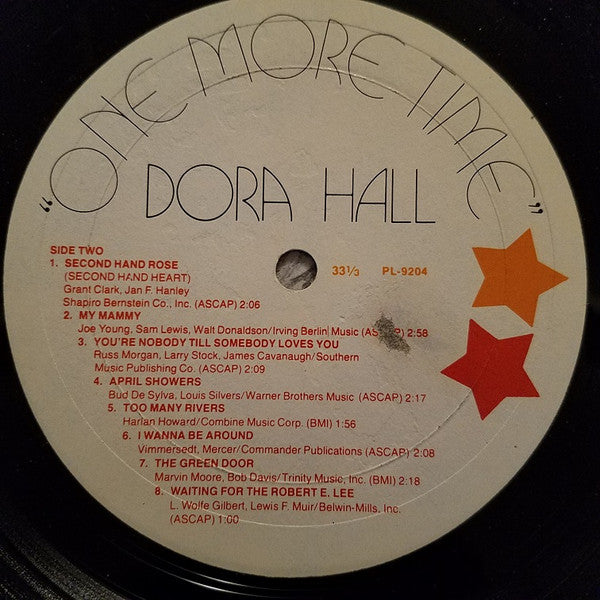 "ONE MORE TIME"
DORA HALL
SIDE TWO
33⅓ PL-9204
1. SECOND HAND ROSE
(SECOND HAND HEART)
Grant Clark, Jan F. Hanley
Shapiro Bernstein Co., Inc. (ASCAP) 2:06
2. MY MAMMY
Joe Young, Sam Lewis, Walt Donaldson/Irving Berlin Music (ASCAP) 2:58
3. YOU'RE NOBODY TILL SOMEBODY LOVES YOU
Russ Morgan, Larry Stock, James Cavanaugh/Southern
Music Publishing Co. (ASCAP) 2:09
4. APRIL SHOWERS
Bud De Sylva, Louis Silvers/Warner Brothers Music (ASCAP) 2:17
5. TOO MANY RIVERS
Harlan Howard/Combine Music Corp. (BMI) 1:56
6. I WANNA BE AROUND
Vimmersedt, Mercer/Commander Publications (ASCAP) 2:08
7. THE GREEN DOOR
Marvin Moore, Bob Davis/Trinity Music, Inc. (BMI) 2:18
8. WAITING FOR THE ROBERT E. LEE
L. Wolfe Gilbert, Lewis F. Muir/Belwin-Mills, Inc.
(ASCAP) 1:00